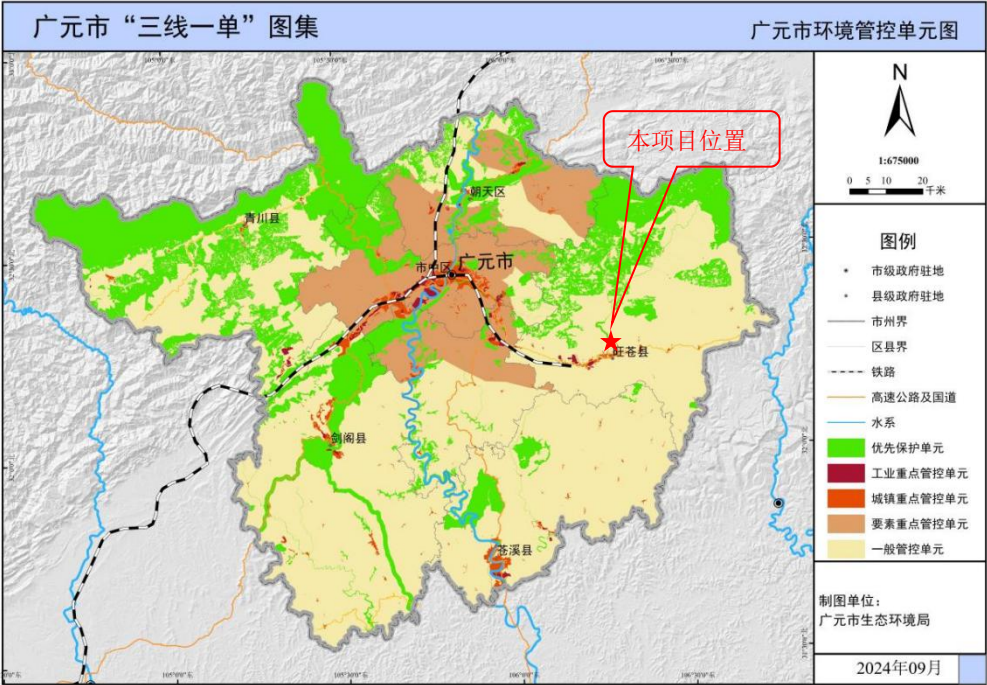 广元市“三线一单”图集
广元市环境管控单元图
N
1:675000
0 5 10 20
千米
本项目位置
朝天区
青川县
市中区
广元市
旺苍县
剑阁县
苍溪县
图例
市级政府驻地
县级政府驻地
市州界
区县界
铁路
高速公路及国道
水系
优先保护单元
工业重点管控单元
城镇重点管控单元
要素重点管控单元
一般管控单元
制图单位：
广元市生态环境局
2024年09月